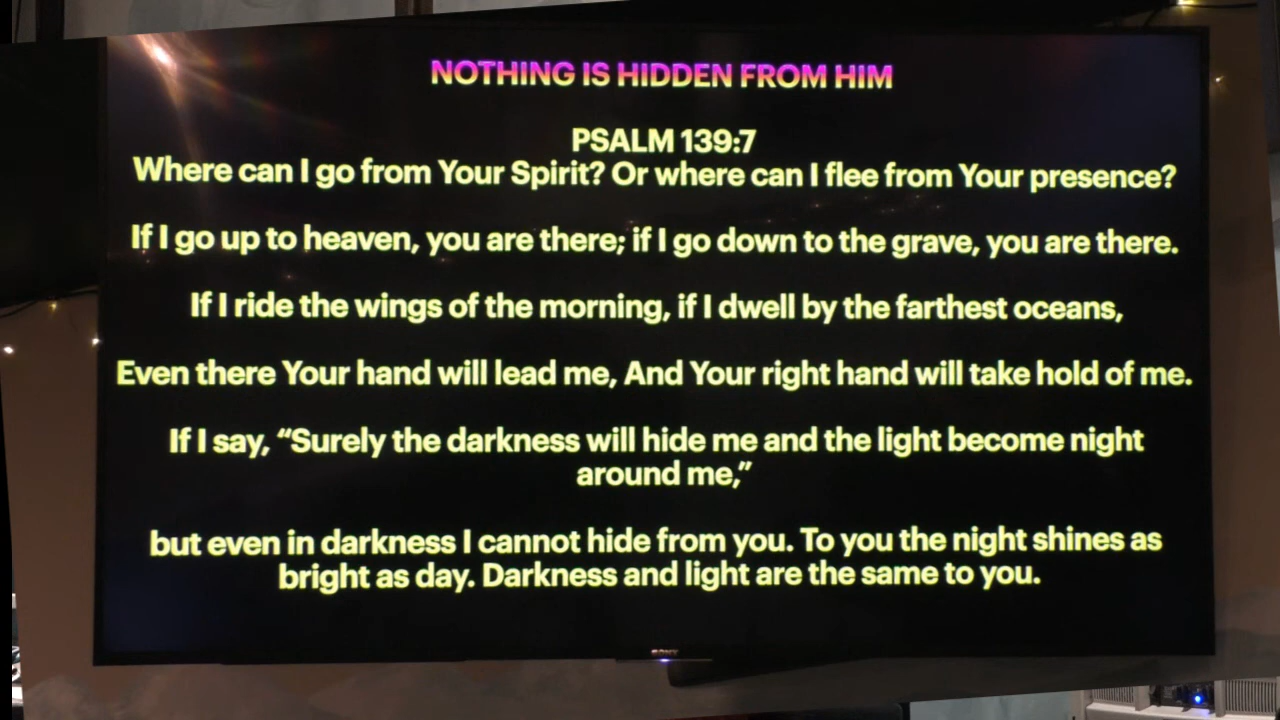 NOTHING IS HIDDEN FROM HIM
PSALM 139:7
Where can I go from Your Spirit? Or where can I flee from Your presence?
If I go up to heaven, you are there; if I go down to the grave, you are there.
If I ride the wings of the morning, if I dwell by the farthest oceans,
Even there Your hand will lead me, And Your right hand will take hold of me.
If I say, “Surely the darkness will hide me and the light become night
around me,”
but even in darkness I cannot hide from you. To you the night shines as
bright as day. Darkness and light are the same to you.
SONY